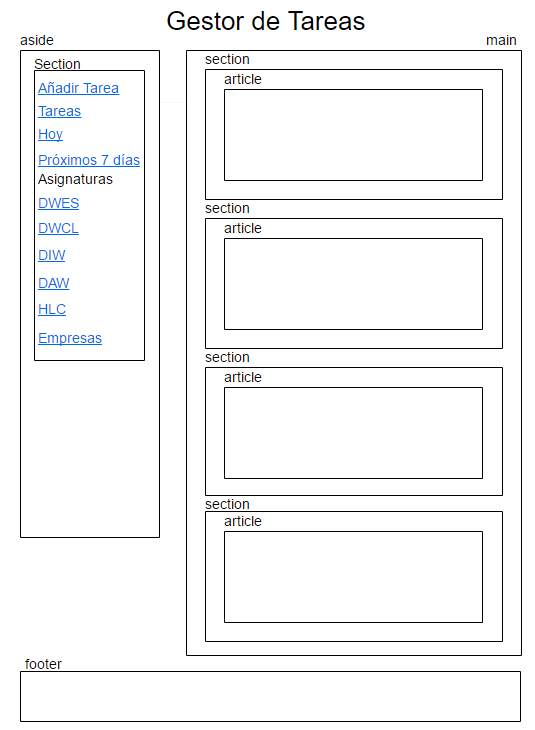 Gestor de Tareas
aside
main
Section
Añadir Tarea
Tareas
Hoy
Próximos 7 días
Asignaturas
DWES
DWCL
DIW
DAW
HLC
Empresas
section
article
section
article
section
article
section
article
footer